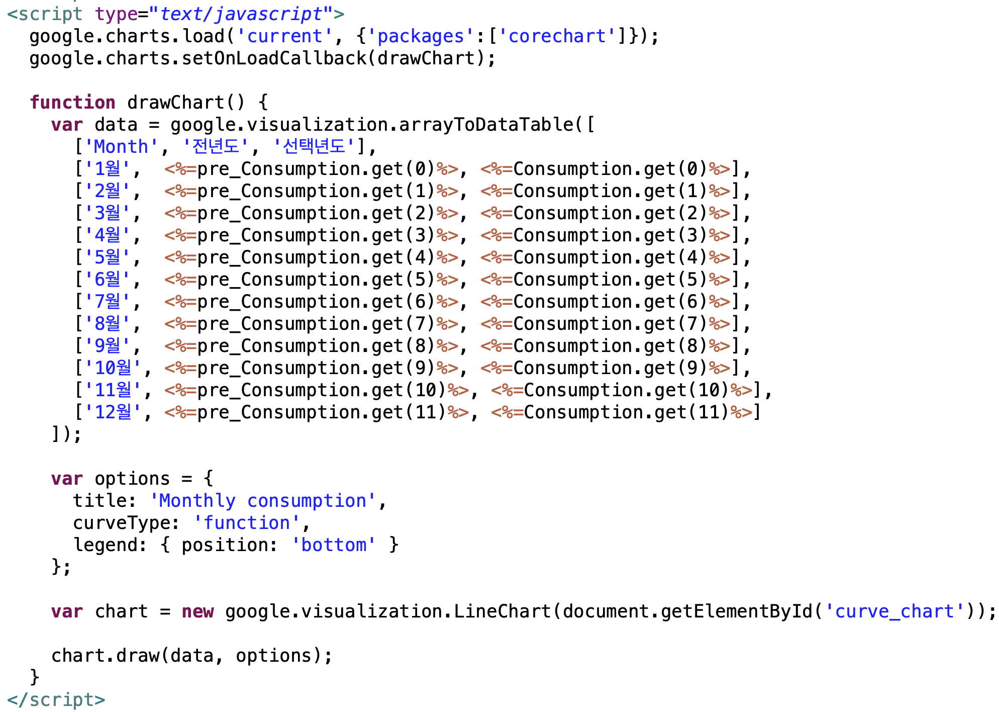 <script type="text/javascript">
  google.charts.load('current', {'packages':['corechart']});
  google.charts.setOnLoadCallback(drawChart);

  function drawChart() {
    var data = google.visualization.arrayToDataTable([
      ['Month', '전년도', '선택년도'],
      ['1월',  <%=pre_Consumption.get(0)%>, <%=Consumption.get(0)%>],
      ['2월',  <%=pre_Consumption.get(1)%>, <%=Consumption.get(1)%>],
      ['3월',  <%=pre_Consumption.get(2)%>, <%=Consumption.get(2)%>],
      ['4월',  <%=pre_Consumption.get(3)%>, <%=Consumption.get(3)%>],
      ['5월',  <%=pre_Consumption.get(4)%>, <%=Consumption.get(4)%>],
      ['6월',  <%=pre_Consumption.get(5)%>, <%=Consumption.get(5)%>],
      ['7월',  <%=pre_Consumption.get(6)%>, <%=Consumption.get(6)%>],
      ['8월',  <%=pre_Consumption.get(7)%>, <%=Consumption.get(7)%>],
      ['9월',  <%=pre_Consumption.get(8)%>, <%=Consumption.get(8)%>],
      ['10월', <%=pre_Consumption.get(9)%>, <%=Consumption.get(9)%>],
      ['11월', <%=pre_Consumption.get(10)%>, <%=Consumption.get(10)%>],
      ['12월', <%=pre_Consumption.get(11)%>, <%=Consumption.get(11)%>]
    ]);

    var options = {
      title: 'Monthly consumption',
      curveType: 'function',
      legend: { position: 'bottom' }
    };

    var chart = new google.visualization.LineChart(document.getElementById('curve_chart'));

    chart.draw(data, options);
  }
</script>